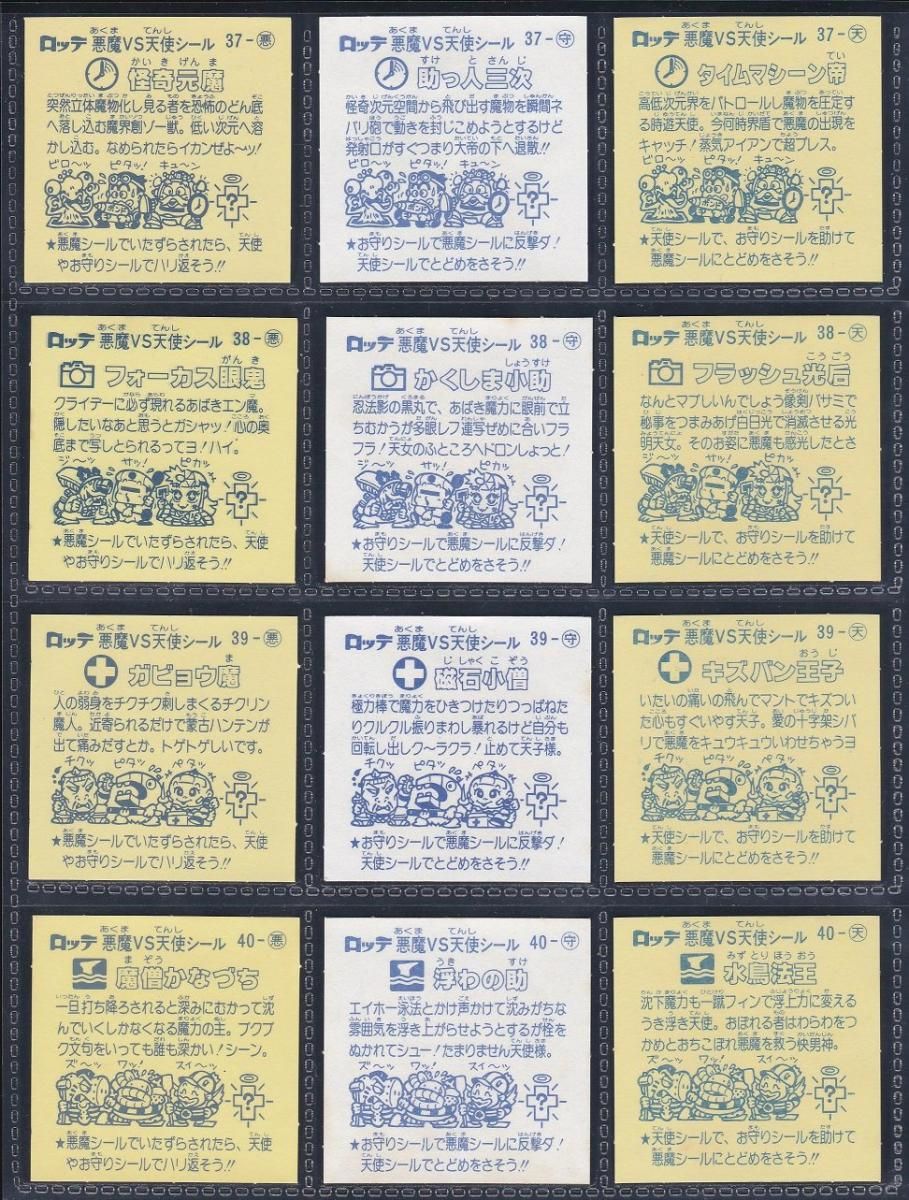 ロッテ 悪魔VS天使シール 37-悪
怪奇元魔
突然立体魔物化し見る者を恐怖のどん底
へ落し込む魔界創ゾー獣。低い次元へ溶
かし込む。なめられたらイカンぜよ〜ッ!
ビロ〜ッ ピタッ! キュ〜ン
★悪魔シールでいたずらされたら、天使
やお守りシールでハリ返そう!!
ロッテ 悪魔VS天使シール 37-守
助っ人三次
怪奇次元空間から飛び出す魔物を瞬間ネ
バリ砲で動きを封じこめようとするけど
発射口がすぐつまり大帝の下へ退散!!
ビロ〜ッ ピタッ! キュ〜ン
★お守りシールで悪魔シールに反撃ダ!
天使シールでとどめをさそう!!
ロッテ 悪魔VS天使シール 37-天
タイムマシーン帝
高低次元界をパトロールし魔物を圧定す
る時遊天使。今何時界盾で悪魔の出現を
キャッチ!蒸気アイアンで超プレス。
ビロ〜ッ ピタッ! キュ〜ン
★天使シールで、お守りシールを助けて
悪魔シールにとどめをさそう!!
ロッテ 悪魔VS天使シール 38-悪
フォーカス眼鬼
クライデーに必ず現れるあばきエン魔。
隠したいなあと思うとガシャッ!心の奥
底まで写しとられるってヨ!ハイ。
ジ〜ッ サッ! ピカッ
★悪魔シールでいたずらされたら、天使
やお守りシールでハリ返そう!!
ロッテ 悪魔VS天使シール 38-守
かくしま小助
忍法影の黒丸で、あばき魔力に眼前で立
ちむかうが多眼レフ連写ぜめに合いフラ
フラ!天女のふところへドロンしょっと!
ジ〜ッ サッ! ピカッ
★お守りシールで悪魔シールに反撃ダ!
天使シールでとどめをさそう!!
ロッテ 悪魔VS天使シール 38-天
フラッシュ光后
なんとマブしいんでしょう像剣バサミで
秘事をつまみあげ白日光で消滅させる光
明天女。そのお姿に悪魔も感光したとさ
ジ〜ッ サッ! ピカッ
★天使シールで、お守りシールを助けて
悪魔シールにとどめをさそう!!
ロッテ 悪魔VS天使シール 39-悪
ガビョウ魔
人の弱身をチクチク刺しまくるチクリン
魔人。近寄られるだけで蒙古ハンテンが
出て痛みだすとか。トゲトゲしいです。
チクッ ピタッ ペタッ
★悪魔シールでいたずらされたら、天使
やお守りシールでハリ返そう!!
ロッテ 悪魔VS天使シール 39-守
磁石小僧
極力棒で魔力をひきつけたりつっぱねた
りクルクル振りまわし暴れるけど自分も
回転し出しク〜ラクラ!止めて天子様。
チクッ ピタッ ペタッ
★お守りシールで悪魔シールに反撃ダ!
天使シールでとどめをさそう!!
ロッテ 悪魔VS天使シール 39-天
キズバン王子
いたいの痛いの飛んでマントでキズつい
た心もすぐいやす天子。愛の十字架シバ
リで悪魔をキュウキュウいわせちゃうヨ
チクッ ピタッ ペタッ
★天使シールで、お守りシールを助けて
悪魔シールにとどめをさそう!!
ロッテ 悪魔VS天使シール 40-悪
魔僧かなづち
一旦打ち降ろされると深みにむかって沈
んでいくしかなくなる魔力の主。ブクブ
ク文句をいっても誰も深かい!シーン。
ズ〜ッ ワッ! スイ〜ッ
★悪魔シールでいたずらされたら、天使
やお守りシールでハリ返そう!!
ロッテ 悪魔VS天使シール 40-守
浮わの助
エイホー泳法とかけ声かけて沈みがちな
雰囲気を浮き上がらせようとするが栓を
ぬかれてシュー!たまりません天使様。
ズ〜ッ ワッ! スイ〜ッ
★お守りシールで悪魔シールに反撃ダ!
天使シールでとどめをさそう!!
ロッテ 悪魔VS天使シール 40-天
水鳥法王
沈下魔力も一蹴フィンで浮上力に変える
うき浮き天使。おぼれる者はわらわをつ
かめとおちこぼれ悪魔を救う快男神。
ズ〜ッ ワッ! スイ〜ッ
★天使シールで、お守りシールを助けて
悪魔シールにとどめをさそう!!